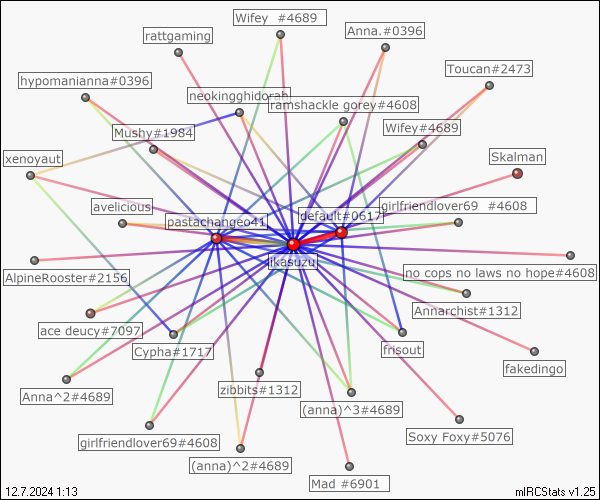 Wifey  #4689
Anna.#0396
rattgaming
Toucan#2473
hypomanianna#0396
neokingghidorah
ramshackle gorey#4608
Mushy#1984
Wifey#4689
xenoyaut
Skalman
avelicious
girlfriendlover69  #4608
pastachangeo41
default#0617
ikasuzu
AlpineRooster#2156
no cops no laws no hope#4608
Annarchist#1312
ace deucy#7097
Cypha#1717
frisout
fakedingo
Anna^2#4689
zibbits#1312
(anna)^3#4689
girlfriendlover69#4608
Soxy Foxy#5076
(anna)^2#4689
Mad #6901
12.7.2024 1:13
mIRCStats v1.25